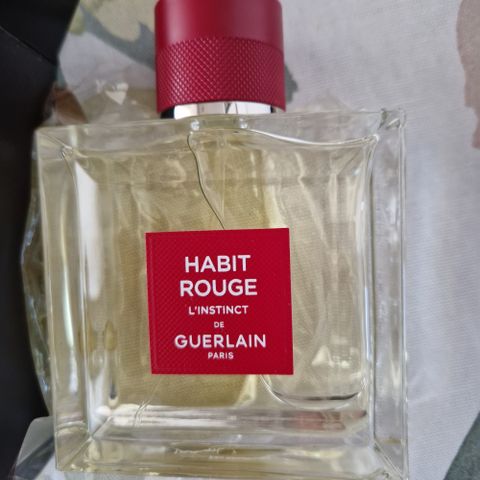 HABIT
ROUGE
L'INSTINCT
DE
GUERLAIN
PARIS